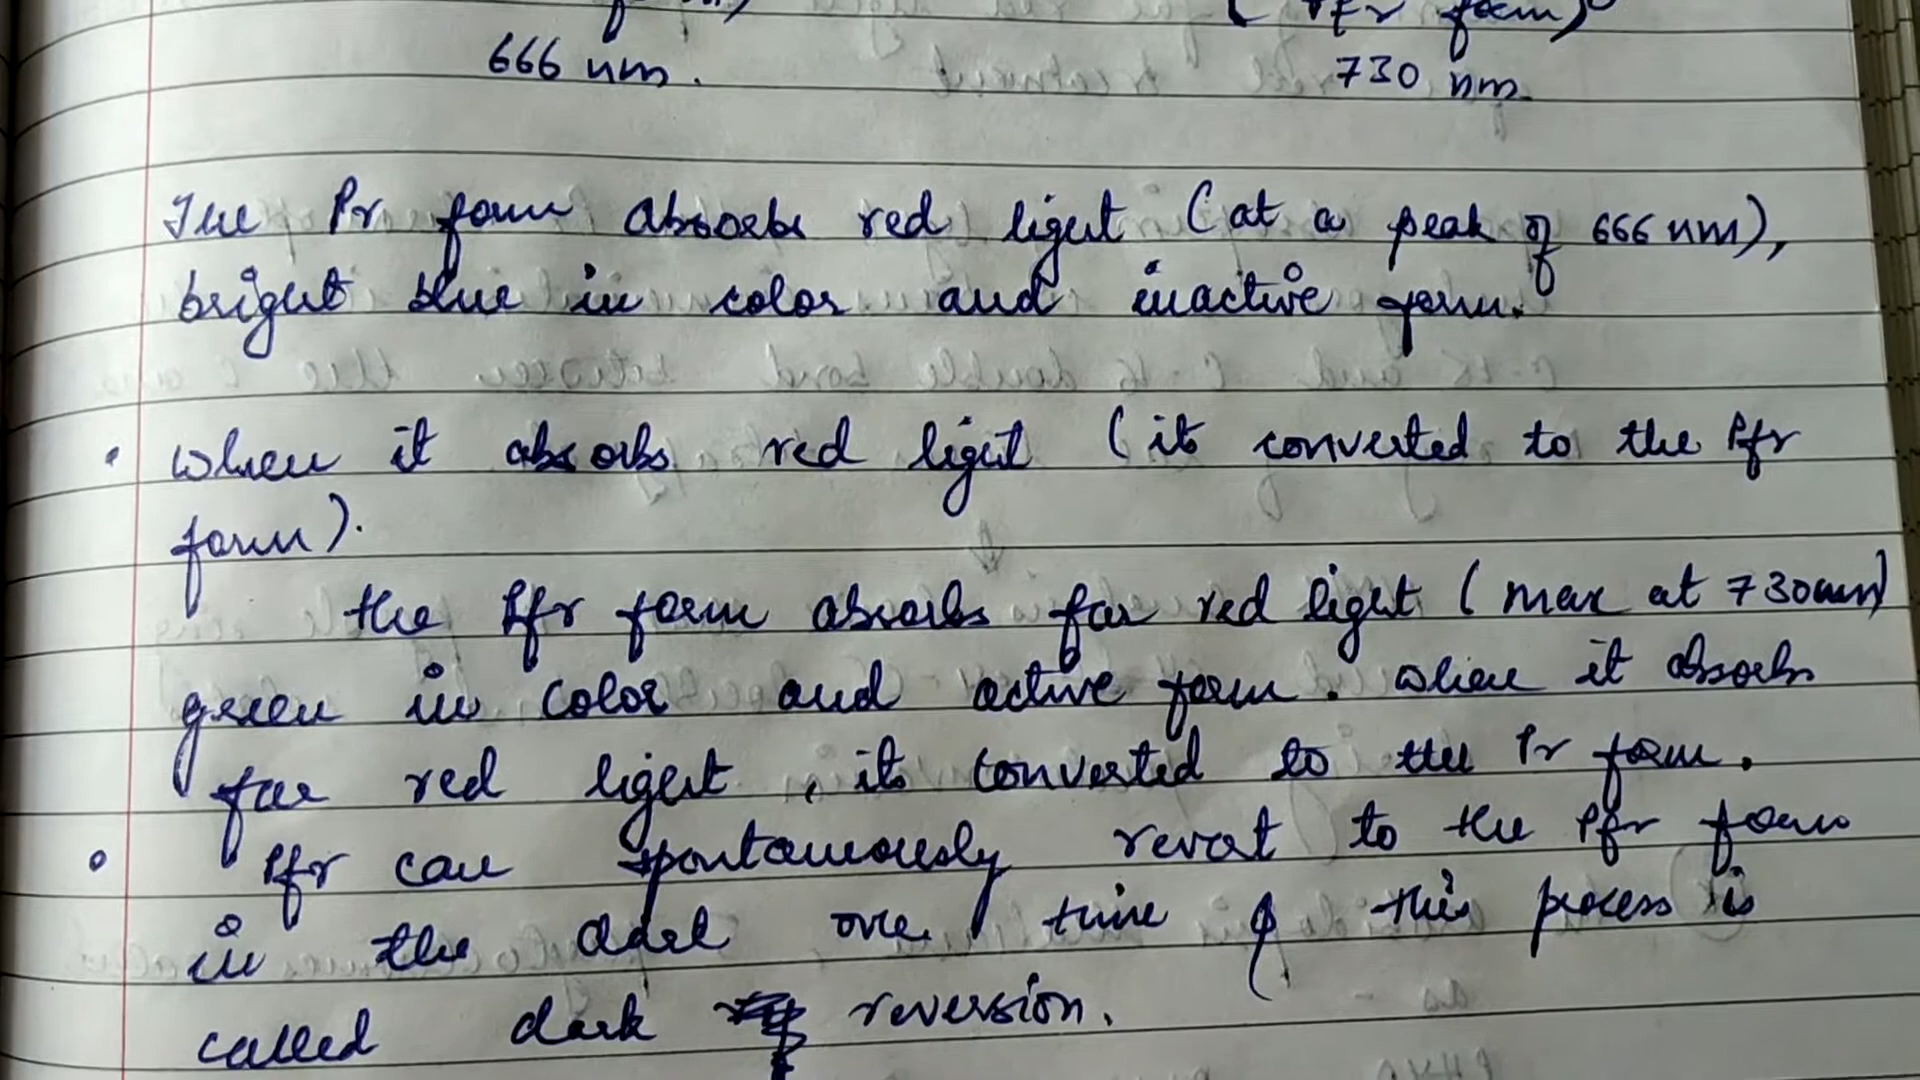 (Pfr form)
666 nm.
730 nm.
The Pr form absorbs red light (at a peak of 666 nm),
bright blue in color and inactive form.
• when it absorbs red light (its converted to the Pfr
form).
the Pfr form absorbs far red light (max at 730nm)
green in color and active form. when it absorbs
far red light, its converted to the Pr form.
• Pfr can spontaneously revert to the Pfr form
in the dark over time & this process is
called dark reversion.